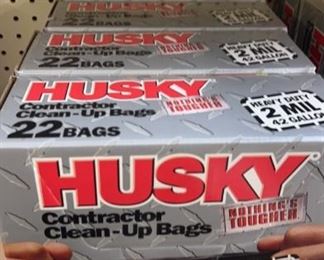 HUSKY
22 BAGS
HUSKY
Contractor
Clean-Up Bags
NOTHING'S
TOUGHER
22 BAGS
HEAVY DUTY
2 MIL
42 GALLON
HUSKY
Contractor
Clean-Up Bags
NOTHING'S
TOUGHER